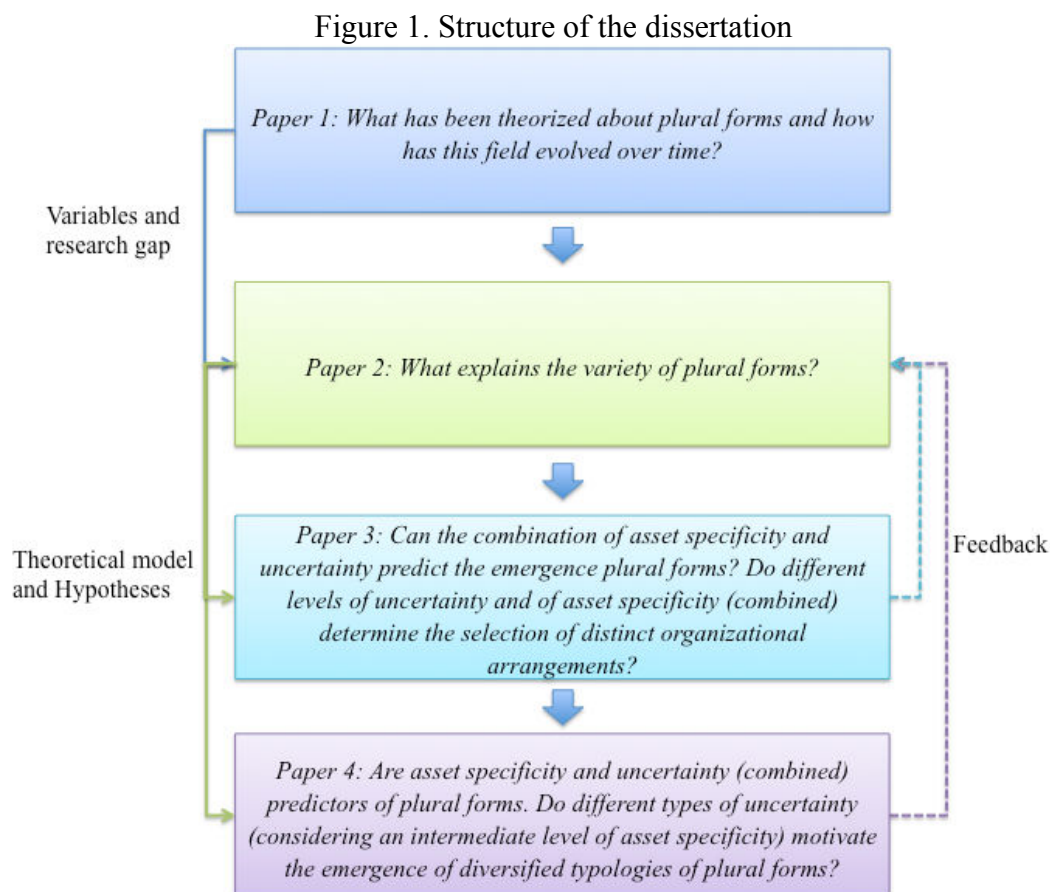 Figure 1. Structure of the dissertation
Paper 1: What has been theorized about plural forms and how
has this field evolved over time?
Variables and
research gap
Paper 2: What explains the variety of plural forms?
Paper 3: Can the combination of asset specificity and
uncertainty predict the emergence plural forms? Do different
levels of uncertainty and of asset specificity (combined)
determine the selection of distinct organizational
arrangements?
Theoretical model
and Hypotheses
Feedback
Paper 4: Are asset specificity and uncertainty (combined)
predictors of plural forms. Do different types of uncertainty
(considering an intermediate level of asset specificity) motivate
the emergence of diversified typologies of plural forms?